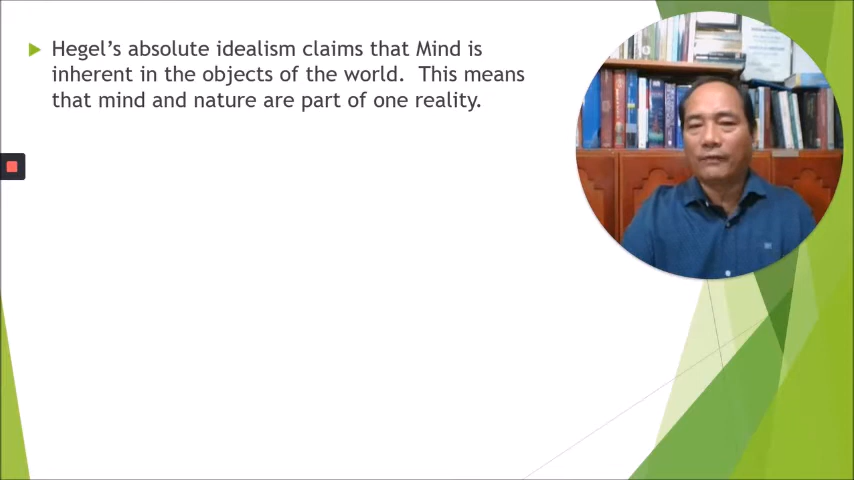 Hegel’s absolute idealism claims that Mind is
inherent in the objects of the world.  This means
that mind and nature are part of one reality.